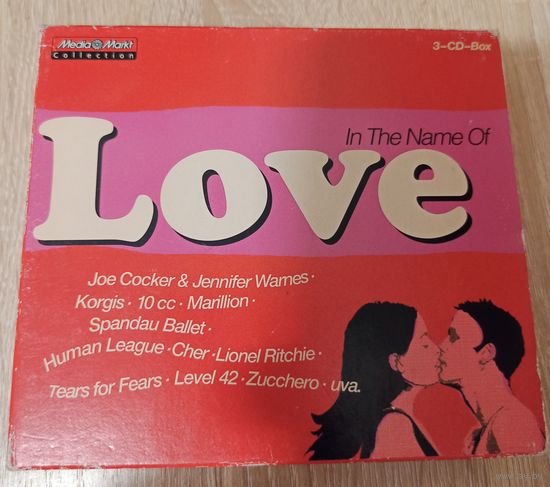 Media Markt
Collection
3-CD-Box
In The Name Of
Love
Joe Cocker & Jennifer Warnes ·
Korgis · 10 cc · Marillion ·
Spandau Ballet ·
Human League · Cher · Lionel Ritchie ·
Tears for Fears · Level 42 · Zucchero · uva.